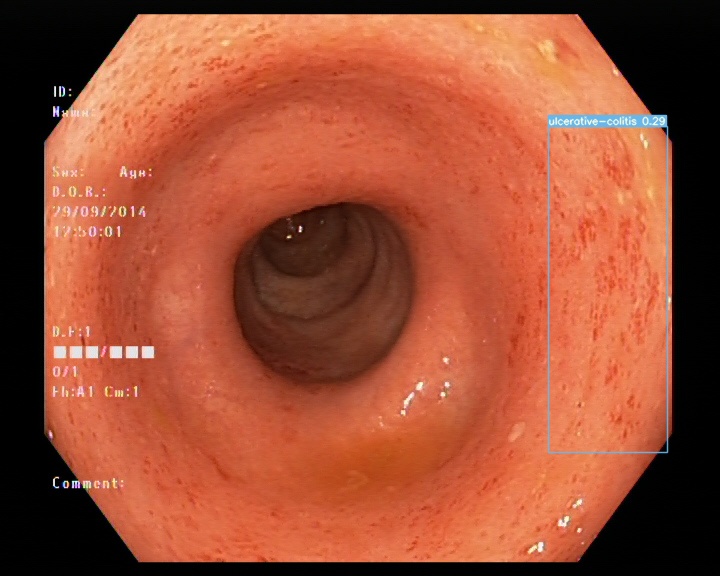 ID:
Name:
ulcerative-colitis 0.29
Sex: Age:
D.O.B.:
29/09/2014
12:50:01
D.F:1
■■■/■■■
0/1
Eh:A1 Cm:1
Comment: